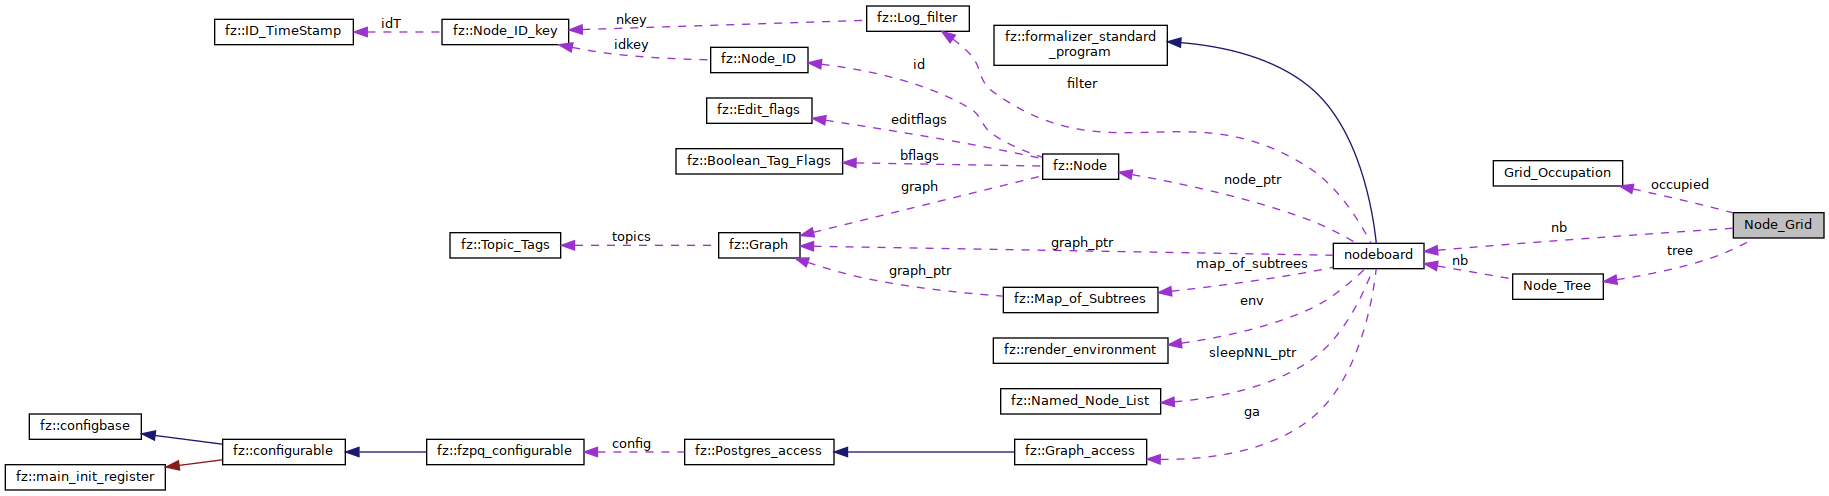 fz::ID_TimeStamp
idT
fz::Node_ID_key
nkey
idkey
fz::Log_filter
fz::Node_ID
fz::formalizer_standard
_program
id
filter
fz::Edit_flags
editflags
fz::Boolean_Tag_Flags
bflags
fz::Node
graph
node_ptr
Grid_Occupation
occupied
Node_Grid
fz::Topic_Tags
topics
fz::Graph
graph_ptr
nodeboard
nb
tree
nb
map_of_subtrees
graph_ptr
fz::Map_of_Subtrees
Node_Tree
env
fz::render_environment
sleepNNL_ptr
fz::Named_Node_List
ga
fz::configbase
fz::configurable
fz::fzpq_configurable
config
fz::Postgres_access
fz::Graph_access
fz::main_init_register